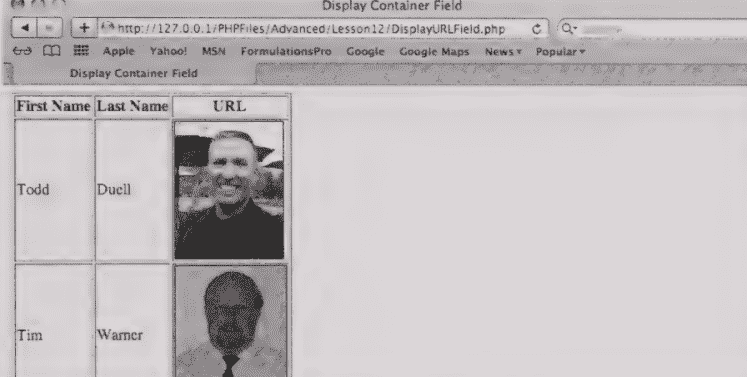 Display Container Field
http://127.0.0.1/PHPFiles/Advanced/Lesson12/DisplayURLField.php
Apple Yahoo! MSN FormulationsPro Google Google Maps News Popular
Display Container Field
First Name Last Name URL
Todd Duell
Tim Warner